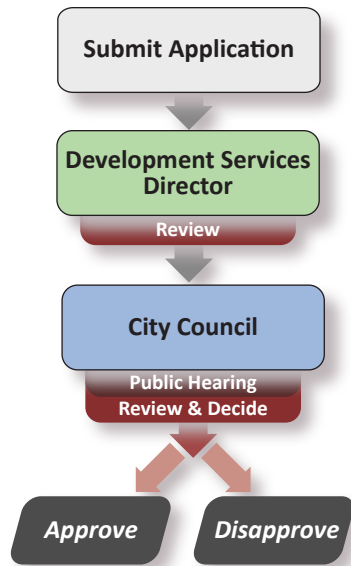 Submit Application
Development Services
Director
Review
City Council
Public Hearing
Review & Decide
Approve
Disapprove